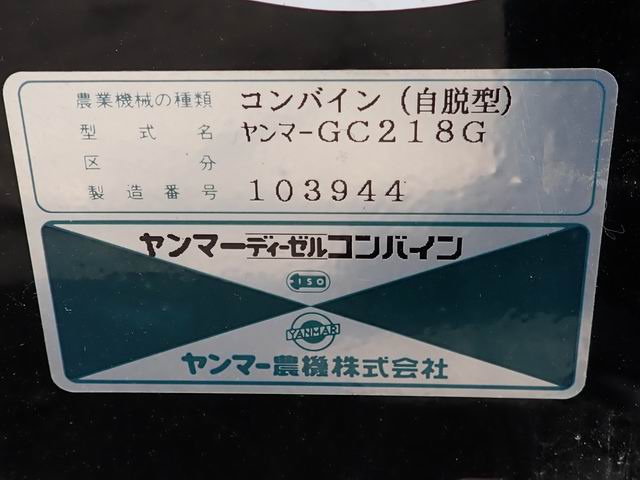 農業機械の種類 コンバイン(自脱型)
型式名 ヤンマーGC218G
区分
製造番号 103944
ヤンマーディーゼルコンバイン
ISO
YANMAR
ヤンマー農機株式会社